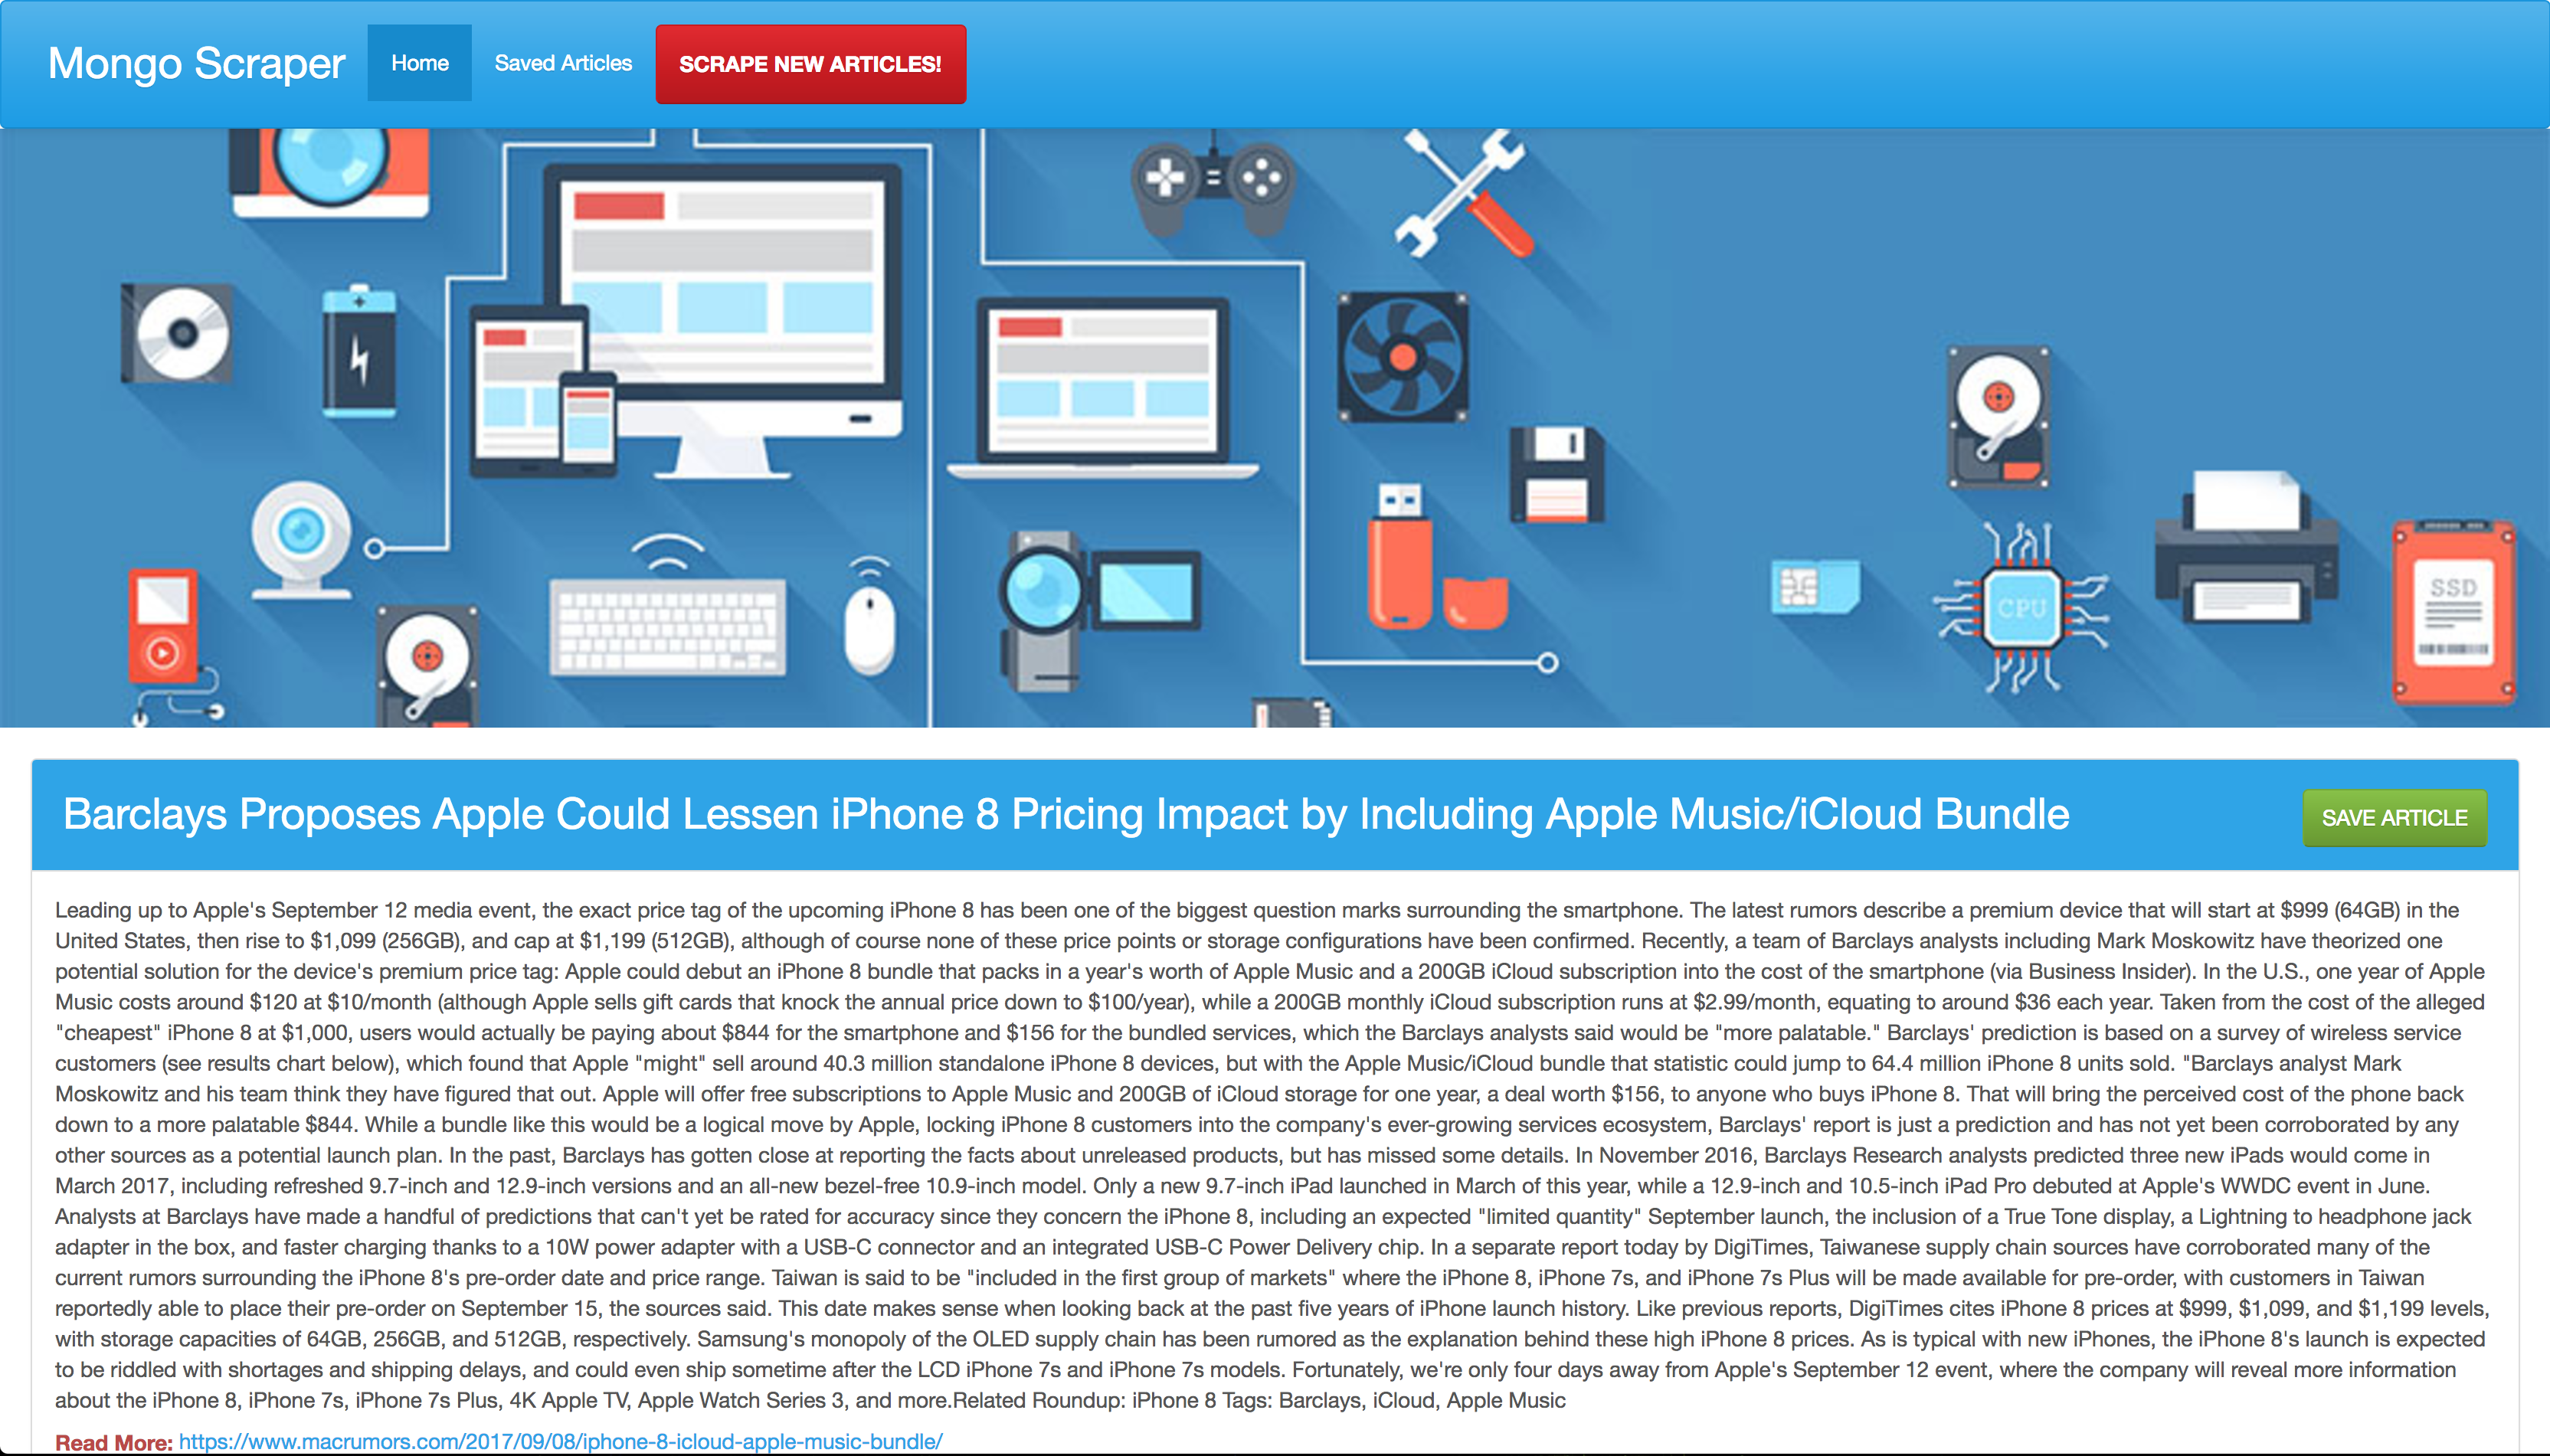 Mongo Scraper Home Saved Articles SCRAPE NEW ARTICLES!
CPU
SSD
Barclays Proposes Apple Could Lessen iPhone 8 Pricing Impact by Including Apple Music/iCloud Bundle SAVE ARTICLE
Leading up to Apple's September 12 media event, the exact price tag of the upcoming iPhone 8 has been one of the biggest question marks surrounding the smartphone. The latest rumors describe a premium device that will start at $999 (64GB) in the
United States, then rise to $1,099 (256GB), and cap at $1,199 (512GB), although of course none of these price points or storage configurations have been confirmed. Recently, a team of Barclays analysts including Mark Moskowitz have theorized one
potential solution for the device's premium price tag: Apple could debut an iPhone 8 bundle that packs in a year's worth of Apple Music and a 200GB iCloud subscription into the cost of the smartphone (via Business Insider). In the U.S., one year of Apple
Music costs around $120 at $10/month (although Apple sells gift cards that knock the annual price down to $100/year), while a 200GB monthly iCloud subscription runs at $2.99/month, equating to around $36 each year. Taken from the cost of the alleged
"cheapest" iPhone 8 at $1,000, users would actually be paying about $844 for the smartphone and $156 for the bundled services, which the Barclays analysts said would be "more palatable." Barclays' prediction is based on a survey of wireless service
customers (see results chart below), which found that Apple "might" sell around 40.3 million standalone iPhone 8 devices, but with the Apple Music/iCloud bundle that statistic could jump to 64.4 million iPhone 8 units sold. "Barclays analyst Mark
Moskowitz and his team think they have figured that out. Apple will offer free subscriptions to Apple Music and 200GB of iCloud storage for one year, a deal worth $156, to anyone who buys iPhone 8. That will bring the perceived cost of the phone back
down to a more palatable $844. While a bundle like this would be a logical move by Apple, locking iPhone 8 customers into the company's ever-growing services ecosystem, Barclays' report is just a prediction and has not yet been corroborated by any
other sources as a potential launch plan. In the past, Barclays has gotten close at reporting the facts about unreleased products, but has missed some details. In November 2016, Barclays Research analysts predicted three new iPads would come in
March 2017, including refreshed 9.7-inch and 12.9-inch versions and an all-new bezel-free 10.9-inch model. Only a new 9.7-inch iPad launched in March of this year, while a 12.9-inch and 10.5-inch iPad Pro debuted at Apple's WWDC event in June.
Analysts at Barclays have made a handful of predictions that can't yet be rated for accuracy since they concern the iPhone 8, including an expected "limited quantity" September launch, the inclusion of a True Tone display, a Lightning to headphone jack
adapter in the box, and faster charging thanks to a 10W power adapter with a USB-C connector and an integrated USB-C Power Delivery chip. In a separate report today by DigiTimes, Taiwanese supply chain sources have corroborated many of the
current rumors surrounding the iPhone 8's pre-order date and price range. Taiwan is said to be "included in the first group of markets" where the iPhone 8, iPhone 7s, and iPhone 7s Plus will be made available for pre-order, with customers in Taiwan
reportedly able to place their pre-order on September 15, the sources said. This date makes sense when looking back at the past five years of iPhone launch history. Like previous reports, DigiTimes cites iPhone 8 prices at $999, $1,099, and $1,199 levels,
with storage capacities of 64GB, 256GB, and 512GB, respectively. Samsung's monopoly of the OLED supply chain has been rumored as the explanation behind these high iPhone 8 prices. As is typical with new iPhones, the iPhone 8's launch is expected
to be riddled with shortages and shipping delays, and could even ship sometime after the LCD iPhone 7s and iPhone 7s models. Fortunately, we're only four days away from Apple's September 12 event, where the company will reveal more information
about the iPhone 8, iPhone 7s, iPhone 7s Plus, 4K Apple TV, Apple Watch Series 3, and more.Related Roundup: iPhone 8 Tags: Barclays, iCloud, Apple Music
Read More: https://www.macrumors.com/2017/09/08/iphone-8-icloud-apple-music-bundle/